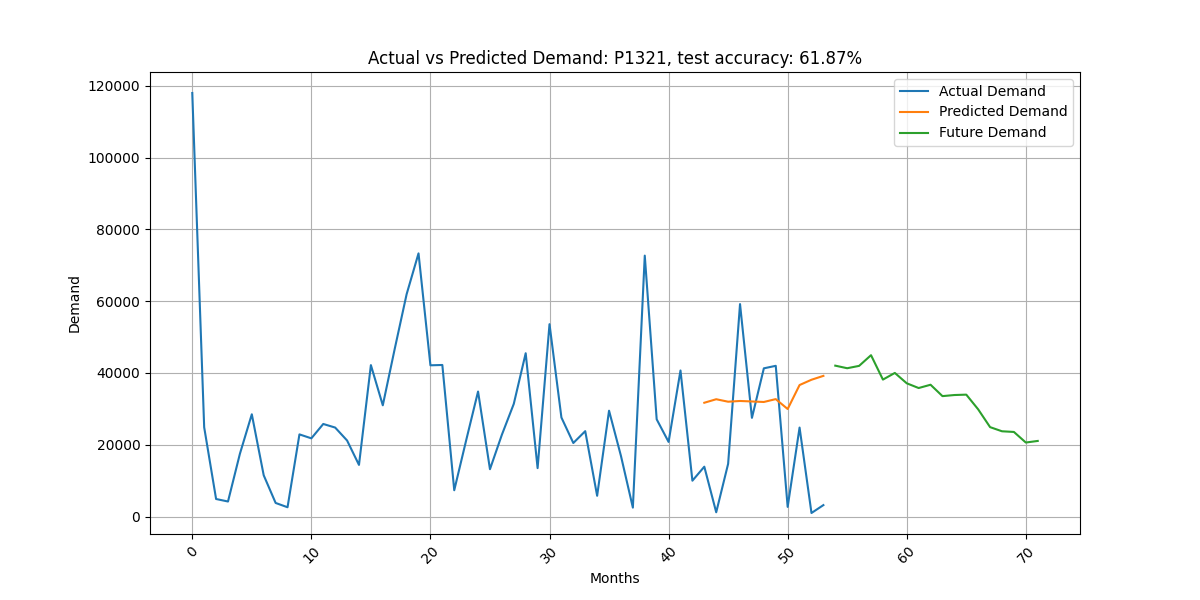 Actual vs Predicted Demand: P1321, test accuracy: 61.87%
Actual Demand
Predicted Demand
Future Demand
Demand
120000
100000
80000
60000
40000
20000
0
0
10
20
30
40
50
60
70
Months